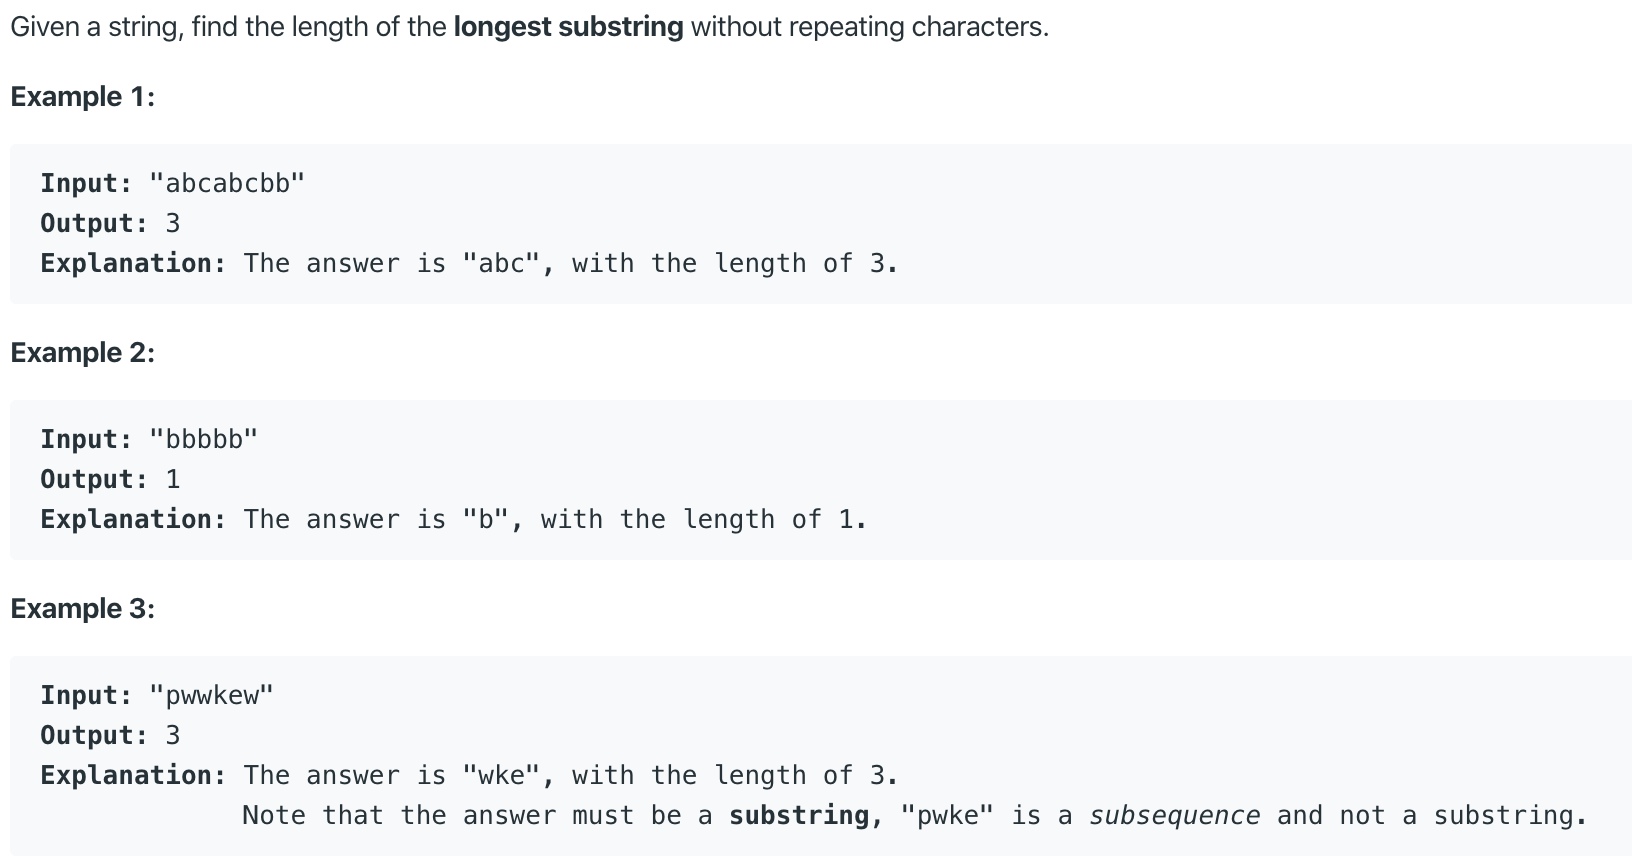 Given a string, find the length of the longest substring without repeating characters.
Example 1:
Input: "abcabcbb"
Output: 3
Explanation: The answer is "abc", with the length of 3.
Example 2:
Input: "bbbbb"
Output: 1
Explanation: The answer is "b", with the length of 1.
Example 3:
Input: "pwwkew"
Output: 3
Explanation: The answer is "wke", with the length of 3.
Note that the answer must be a substring, "pwke" is a subsequence and not a substring.